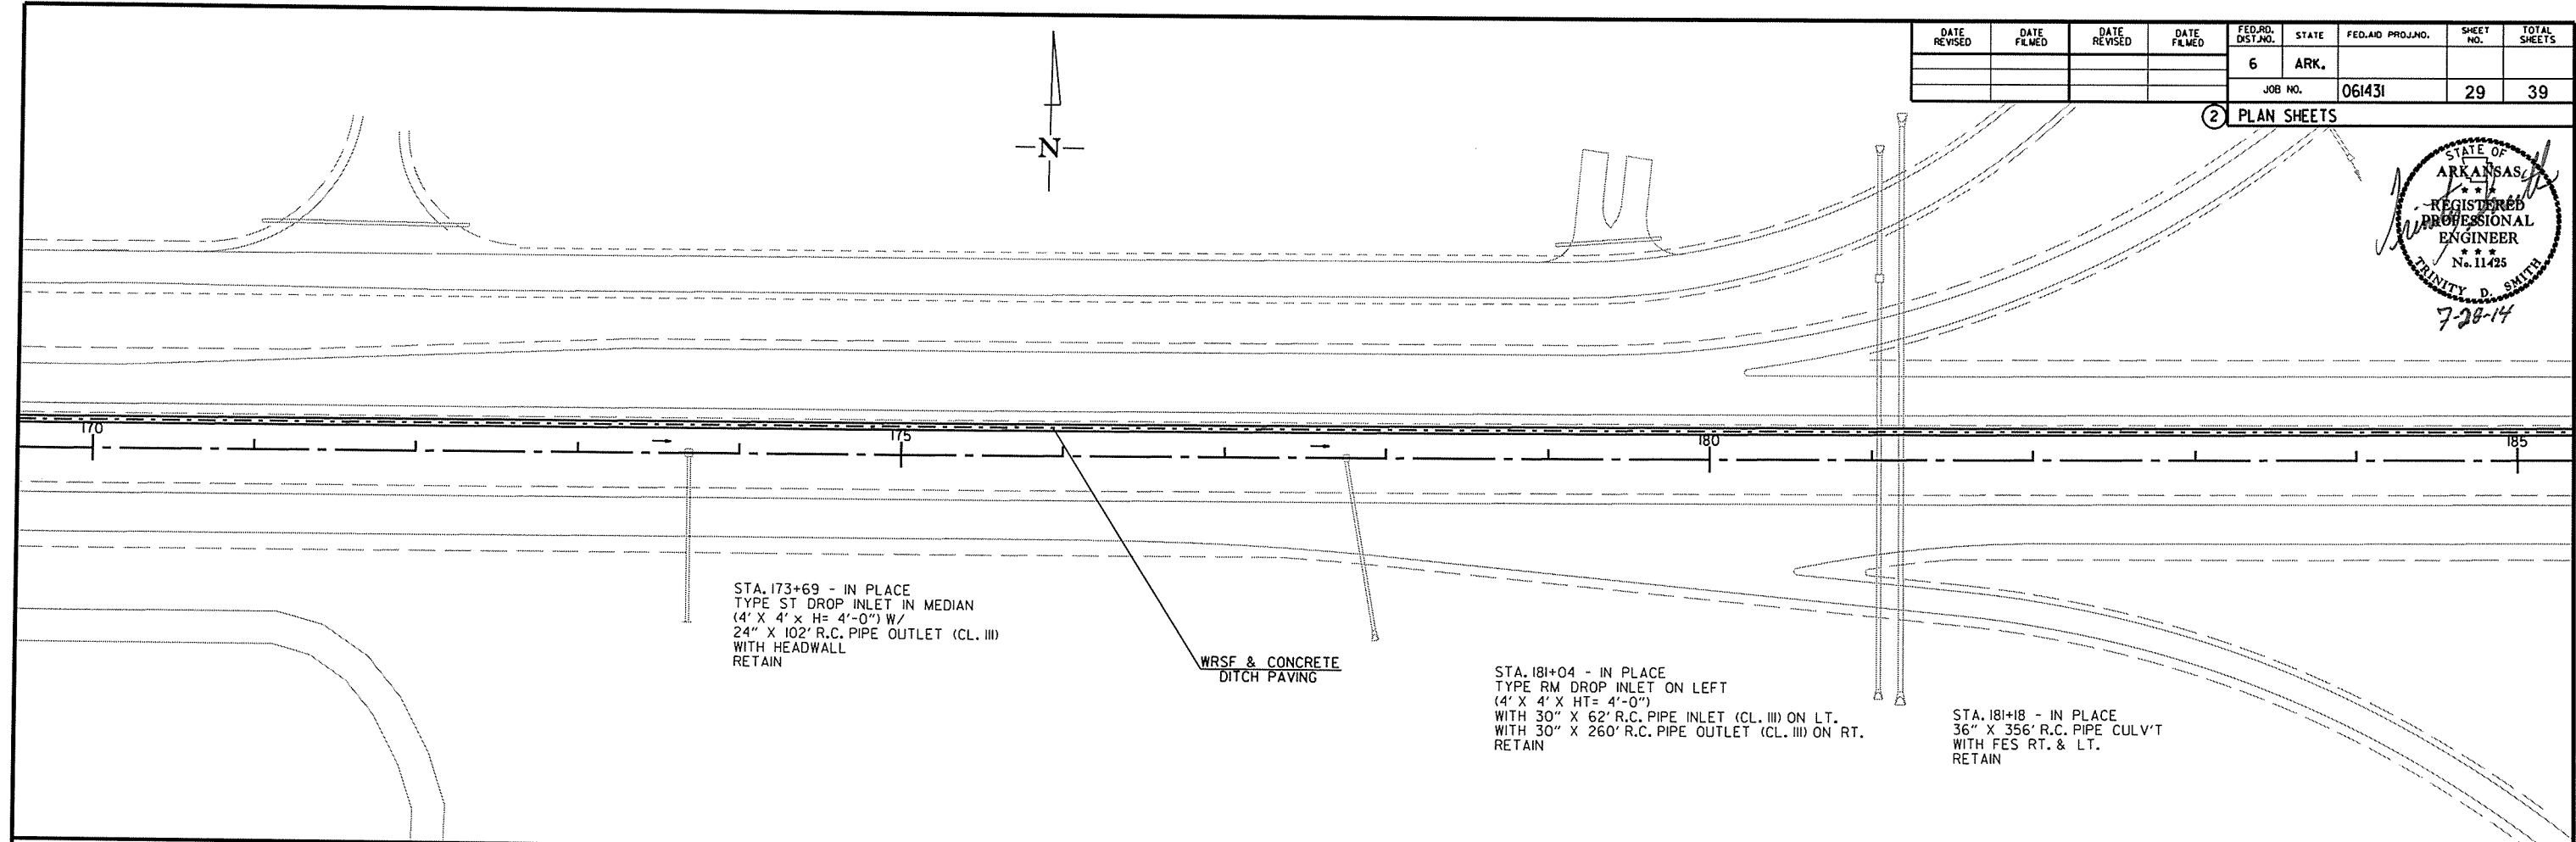 DATE REVISED
DATE FILMED
DATE REVISED
DATE FILMED
FED.RD. DIST.NO.
STATE
FED.AID PROJ.NO.
SHEET NO.
TOTAL SHEETS
6
ARK.
JOB NO.
061431
29
39
2
PLAN SHEETS
STATE OF
ARKANSAS
★ ★ ★
REGISTERED
PROFESSIONAL
ENGINEER
★ ★ ★
No. 11425
TRINITY D. SMITH
7-28-14
N
170
175
180
185
STA. 173+69 - IN PLACE
TYPE ST DROP INLET IN MEDIAN
(4' X 4' x H= 4'-0") W/
24" X 102' R.C. PIPE OUTLET (CL. III)
WITH HEADWALL
RETAIN
WRSF & CONCRETE
DITCH PAVING
STA. 181+04 - IN PLACE
TYPE RM DROP INLET ON LEFT
(4' X 4' X HT= 4'-0")
WITH 30" X 62' R.C. PIPE INLET (CL. III) ON LT.
WITH 30" X 260' R.C. PIPE OUTLET (CL. III) ON RT.
RETAIN
STA. 181+18 - IN PLACE
36" X 356' R.C. PIPE CULV'T
WITH FES RT. & LT.
RETAIN